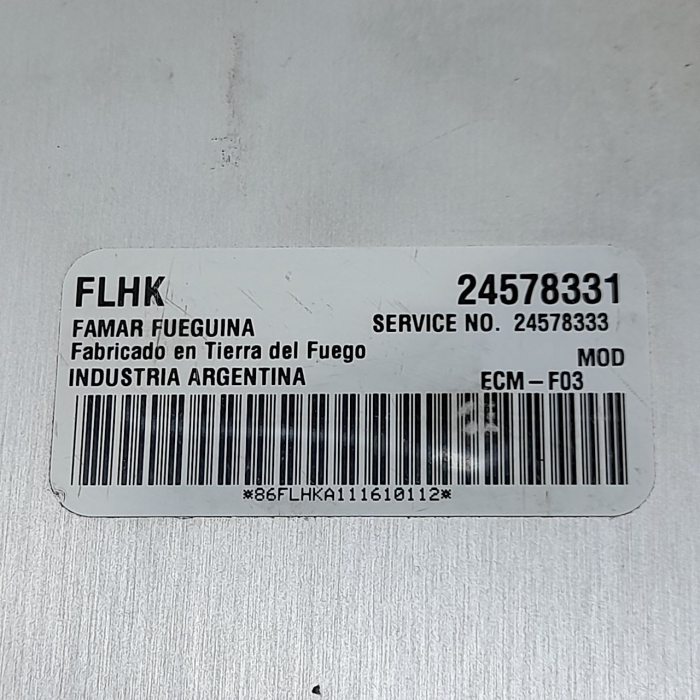 FLHK 24578331
FAMAR FUEGUINA SERVICE NO. 24578333
Fabricado en Tierra del Fuego MOD
INDUSTRIA ARGENTINA ECM-F03
*86FLHKA111610112*